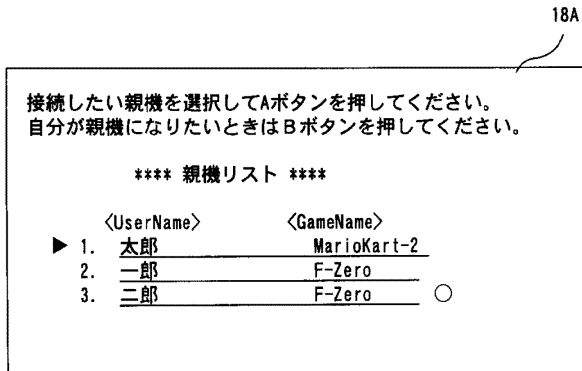 18A
接続したい親機を選択してAボタンを押してください。
自分が親機になりたいときはBボタンを押してください。
**** 親機リスト ****
〈UserName〉 〈GameName〉
▶ 1. 太郎 MarioKart-2
2. 一郎 F-Zero
3. 二郎 F-Zero ○